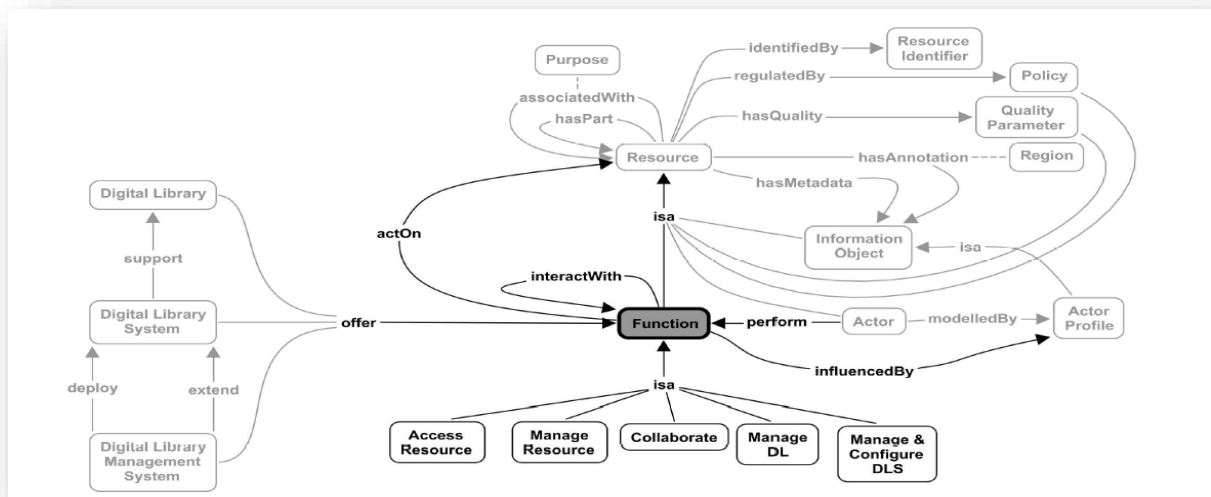 Purpose
identifiedBy
Resource
Identifier
regulatedBy
Policy
associatedWith
hasPart
hasQuality
Quality
Parameter
Resource
hasAnnotation
Region
hasMetadata
Digital Library
isa
actOn
Information
Object
isa
support
interactWith
Digital Library
System
offer
Function
perform
Actor
modelledBy
Actor
Profile
influencedBy
deploy
extend
isa
Digital Library
Management
System
Access
Resource
Manage
Resource
Collaborate
Manage
DL
Manage &
Configure
DLS